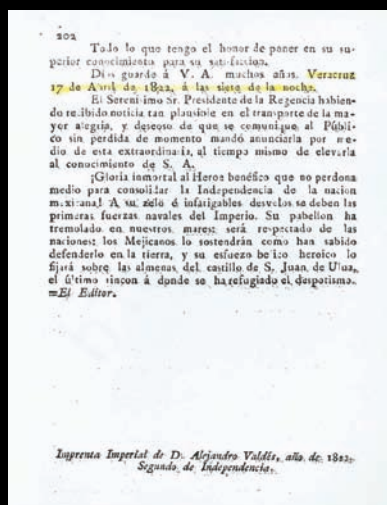 202
Todo lo que tengo el honor de poner en su su-
perior conocimiento para su satisfaccion.
Dios guarde á V. A. muchos años. Veracruz
17 de Abril de 1822, á las siete de la noche.
El Serenisimo Sr. Presidente de la Regencia habien-
do recibido noticia tan plausible en el transporte de la ma-
yor alegria, y deseoso de que se comunique al Públi-
co sin perdida de momento mandó anunciarla por me-
dio de esta extraordinaria, al tiempo mismo de elevarla
al conocimiento de S. A.
¡Gloria inmortal al Heroe benéfico que no perdona
medio para consolidar la Independencia de la nacion
mexicana! A su zelo é infatigables desvelos se deben las
primeras fuerzas navales del Imperio. Su pabellon ha
tremolado en nuestros mares: será respetado de las
naciones: los Mejicanos lo sostendrán como han sabido
defenderlo en la tierra, y su esfuezo belico heroico lo
fijará sobre las almenas del castillo de S. Juan de Ulua,
el último rincon á donde se ha refugiado el despotismo.
=El Editor.
Imprenta Imperial de D. Alejandro Valdés, año de 1822.
Segundo de Independencia.